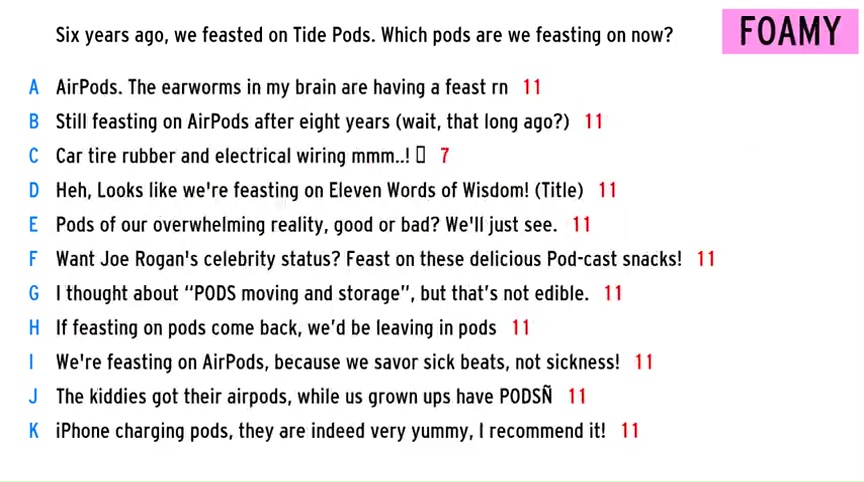 Six years ago, we feasted on Tide Pods. Which pods are we feasting on now?
FOAMY
A AirPods. The earworms in my brain are having a feast rn 11
B Still feasting on AirPods after eight years (wait, that long ago?) 11
C Car tire rubber and electrical wiring mmm..! 7
D Heh, Looks like we're feasting on Eleven Words of Wisdom! (Title) 11
E Pods of our overwhelming reality, good or bad? We'll just see. 11
F Want Joe Rogan's celebrity status? Feast on these delicious Pod-cast snacks! 11
G I thought about “PODS moving and storage”, but that’s not edible. 11
H If feasting on pods come back, we’d be leaving in pods 11
I We're feasting on AirPods, because we savor sick beats, not sickness! 11
J The kiddies got their airpods, while us grown ups have PODSÑ 11
K iPhone charging pods, they are indeed very yummy, I recommend it! 11